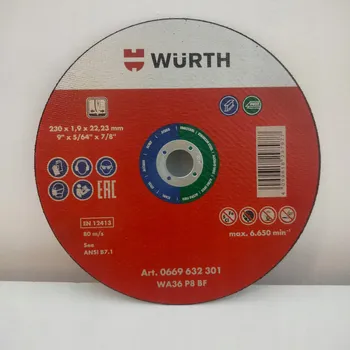 WÜRTH
230 x 1,9 x 22,23 mm
9" x 5/64" x 7/8"
EAC
EN 12413
80 m/s
See
ANSI B7.1
max. 6.650 min⁻¹
Art. 0669 632 301
WA36 P8 BF